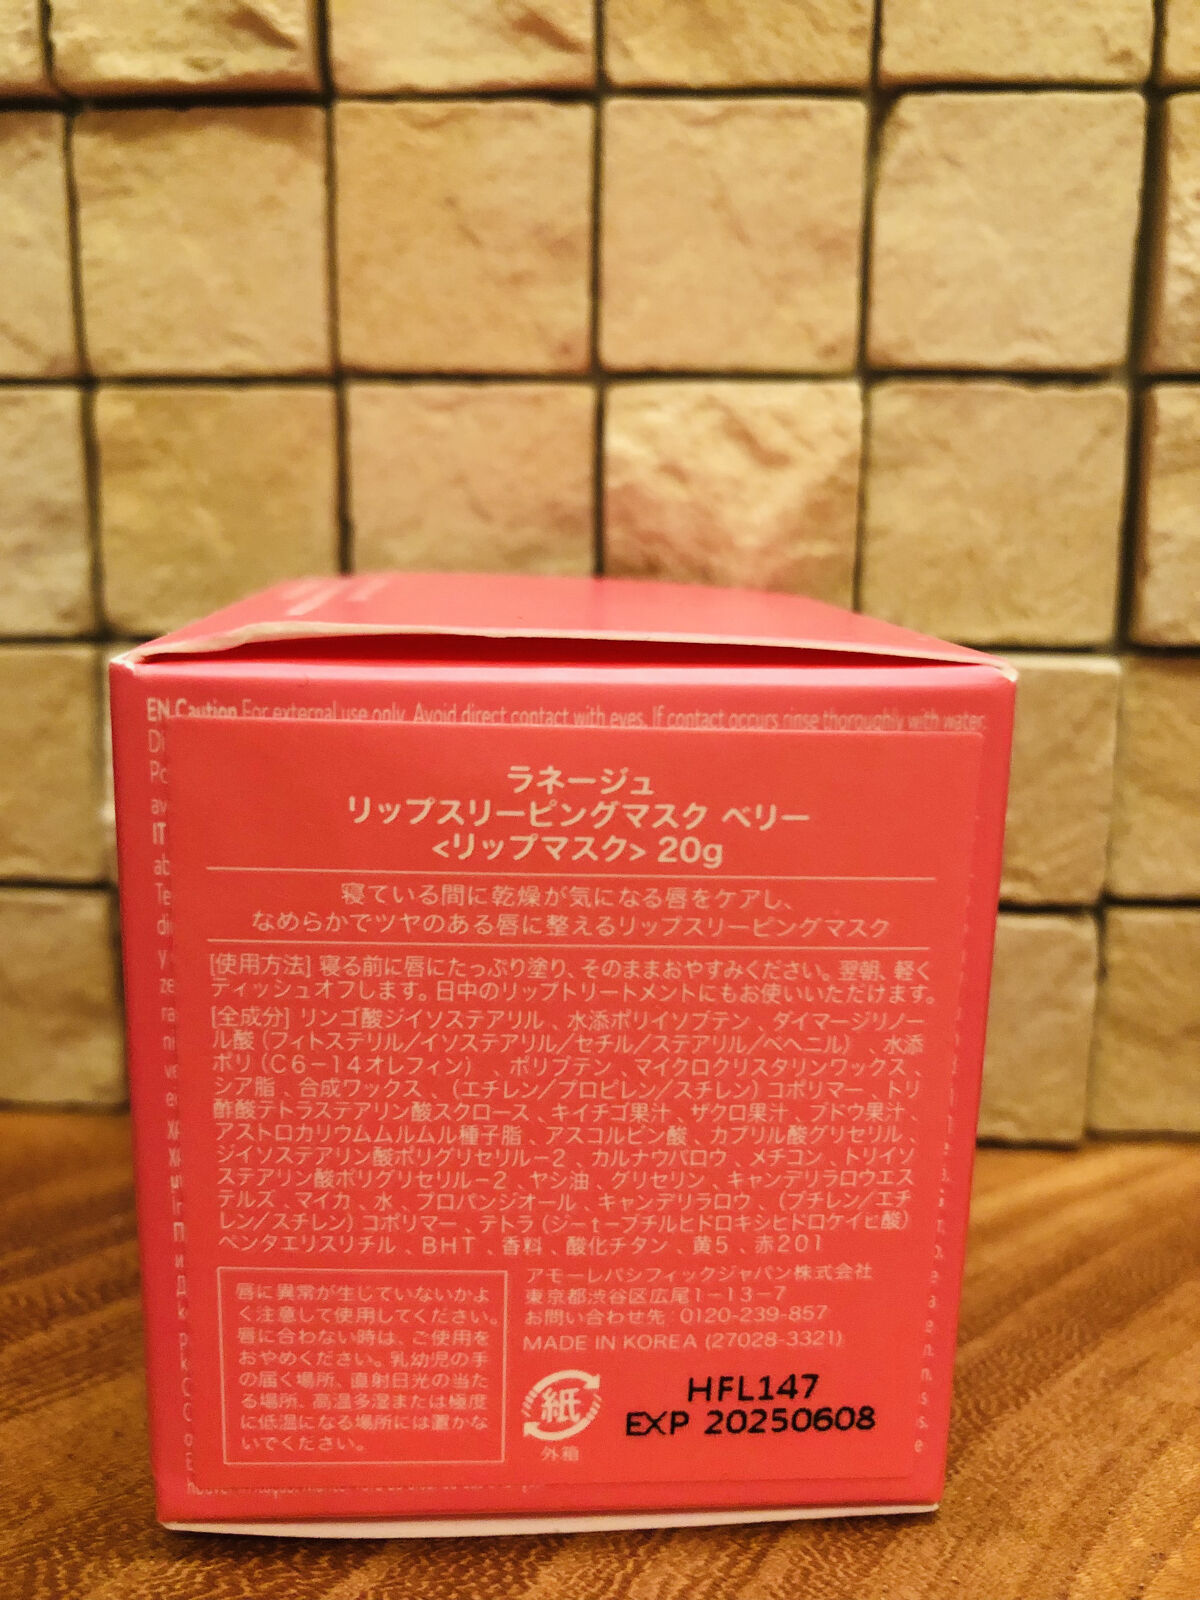 EN Caution For external use only. Avoid direct contact with eyes. If contact occurs rinse thoroughly with water.
ラネージュ
リップスリーピングマスク ベリー
<リップマスク> 20g
寝ている間に乾燥が気になる唇をケアし、
なめらかでツヤのある唇に整えるリップスリーピングマスク
[使用方法] 寝る前に唇にたっぷり塗り、そのままおやすみください。翌朝、軽く
ティッシュオフします。日中のリップトリートメントにもお使いいただけます。
[全成分] リンゴ酸ジイソステアリル 、水添ポリイソブテン 、ダイマージリノー
ル酸 (フィトステリル/イソステアリル/セチル/ステアリル/ベヘニル) 、水添
ポリ (C6-14オレフィン) 、ポリブテン 、マイクロクリスタリンワックス 、
シア脂 、合成ワックス 、(エチレン/プロピレン/スチレン) コポリマー 、トリ
酢酸テトラステアリン酸スクロース 、キイチゴ果汁 、ザクロ果汁 、ブドウ果汁 、
アストロカリウムムルムル種子脂 、アスコルビン酸 、カプリル酸グリセリル 、
ジイソステアリン酸ポリグリセリル-2 、カルナウバロウ 、メチコン 、トリイソ
ステアリン酸ポリグリセリル-2 、ヤシ油 、グリセリン 、キャンデリラロウエス
テルズ 、マイカ 、水 、プロパンジオール 、キャンデリラロウ 、(ブチレン/エチ
レン/スチレン) コポリマー 、テトラ (ジ-t-ブチルヒドロキシヒドロケイヒ酸)
ペンタエリスリチル 、BHT 、香料 、酸化チタン 、黄5 、赤201
唇に異常が生じていないかよ
く注意して使用してください。
唇に合わない時は、ご使用を
おやめください。乳幼児の手
の届く場所、直射日光の当た
る場所、高温多湿または極度
に低温になる場所には置かな
いでください。
アモーレパシフィックジャパン株式会社
東京都渋谷区広尾1-13-7
お問い合わせ先 0120-239-857
MADE IN KOREA (27028-3321)
紙
外箱
HFL147
EXP 20250608